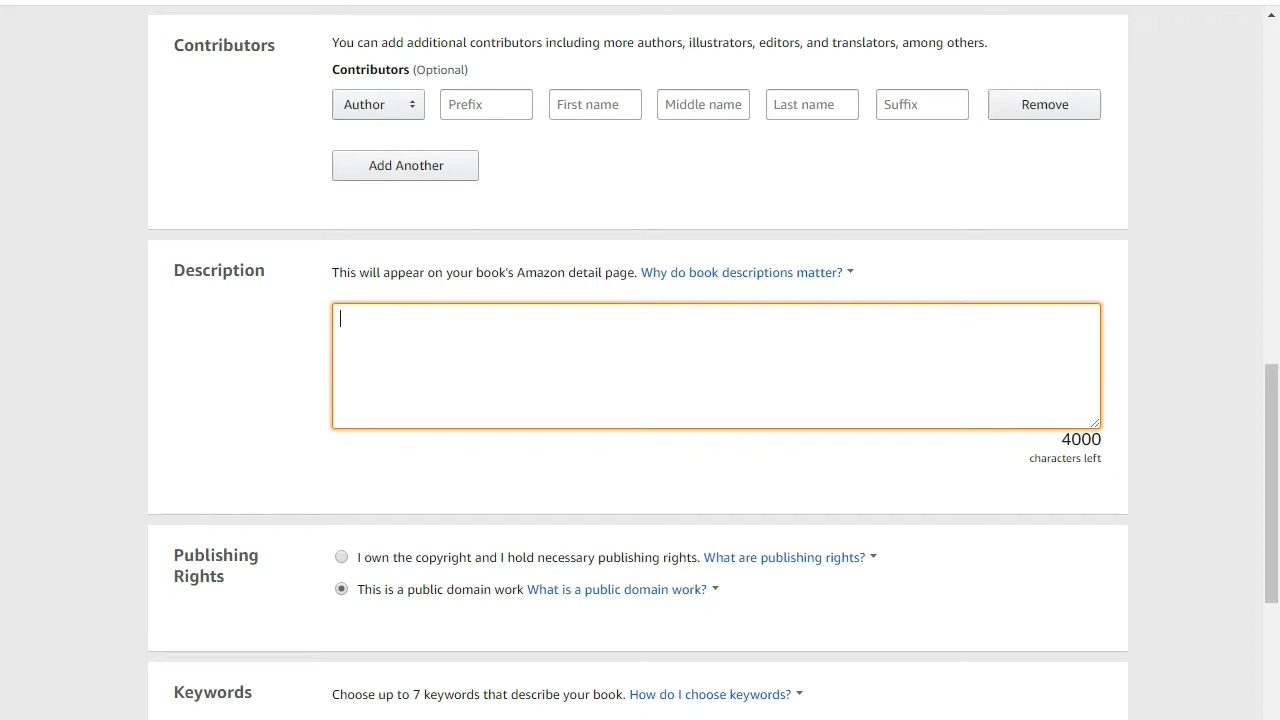 Contributors
You can add additional contributors including more authors, illustrators, editors, and translators, among others.
Contributors (Optional)
Author Prefix First name Middle name Last name Suffix Remove
Add Another
Description
This will appear on your book's Amazon detail page. Why do book descriptions matter?
4000
characters left
Publishing
Rights
I own the copyright and I hold necessary publishing rights. What are publishing rights?
This is a public domain work What is a public domain work?
Keywords
Choose up to 7 keywords that describe your book. How do I choose keywords?